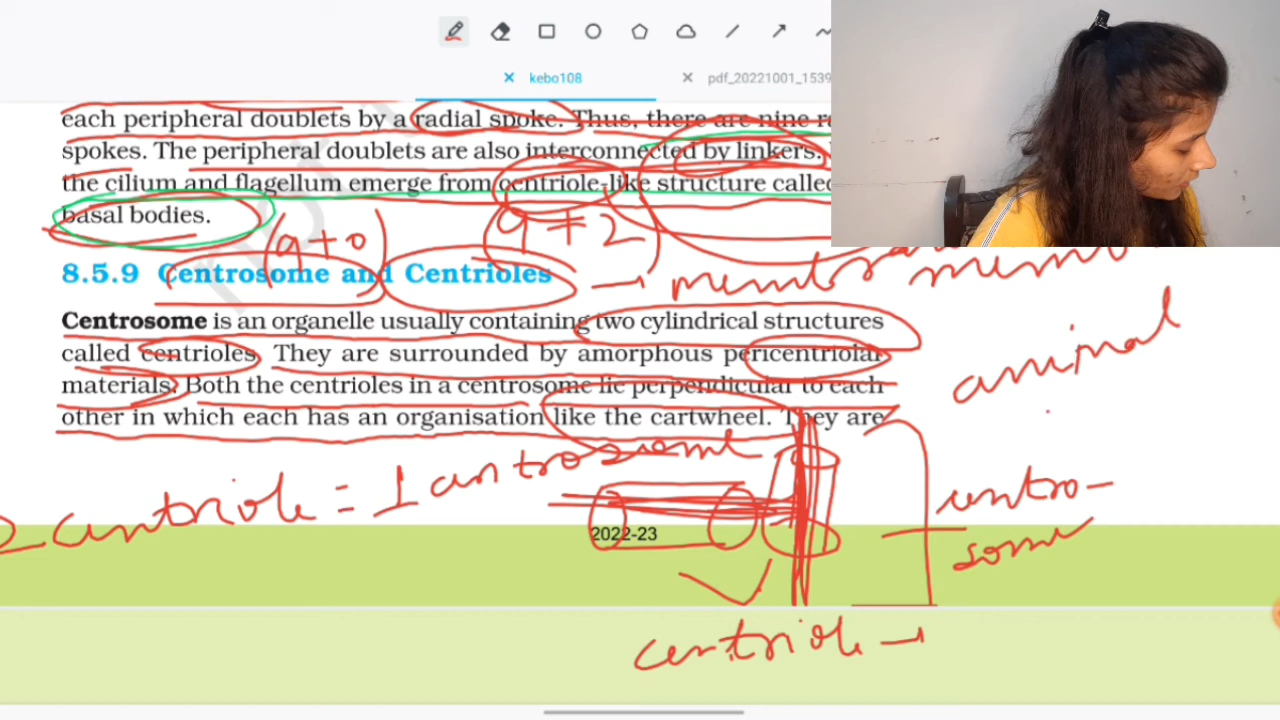 kebo108
pdf_20221001_1539
each peripheral doublets by a radial spoke. Thus, there are nine ra
spokes. The peripheral doublets are also interconnected by linkers.
the cilium and flagellum emerge from centriole-like structure called
basal bodies.
(9+0)
9+2
8.5.9 Centrosome and Centrioles
Centrosome is an organelle usually containing two cylindrical structures
called centrioles. They are surrounded by amorphous pericentriolar
materials. Both the centrioles in a centrosome lie perpendicular to each
other in which each has an organisation like the cartwheel. They are
animal
2 centriole = 1 centrosome
centro-
some
2022-23
centriole →